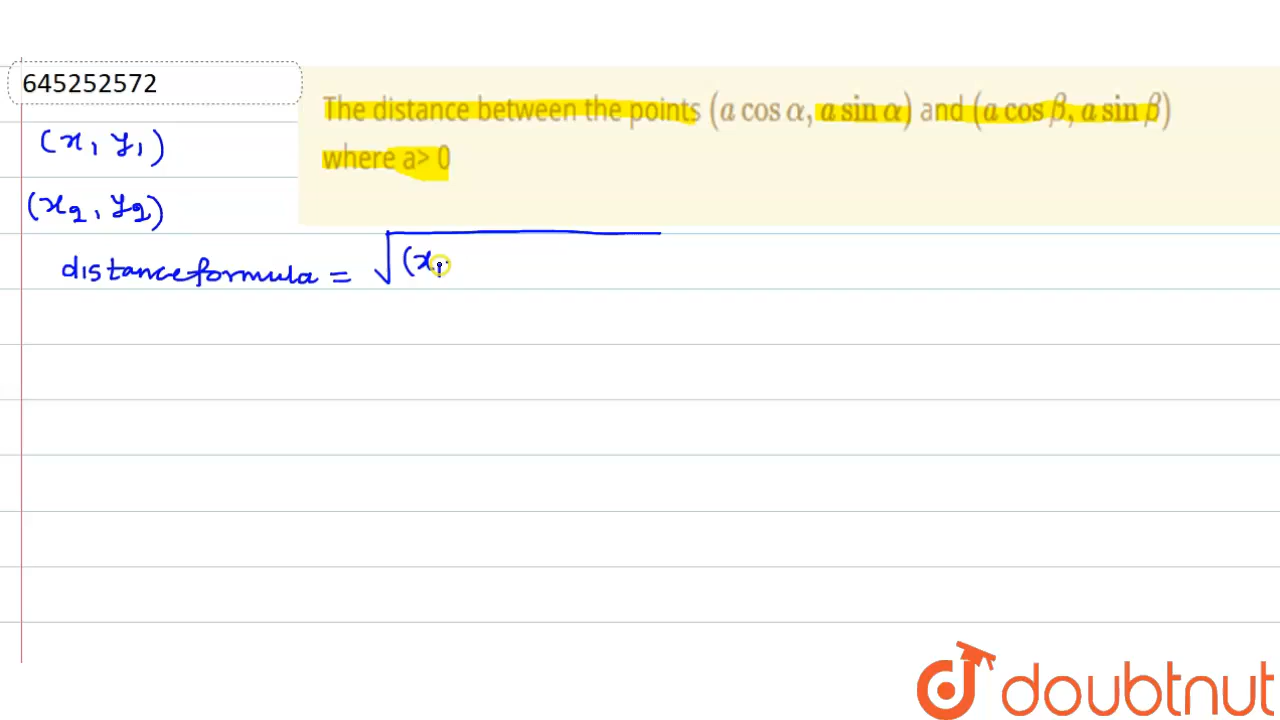 645252572
The distance between the points (a cos α, a sin α) and (a cos β, a sin β)
where a> 0
(x₁ y₁)
(x₂, y₂)
distance formula = √(x₁
doubtnut